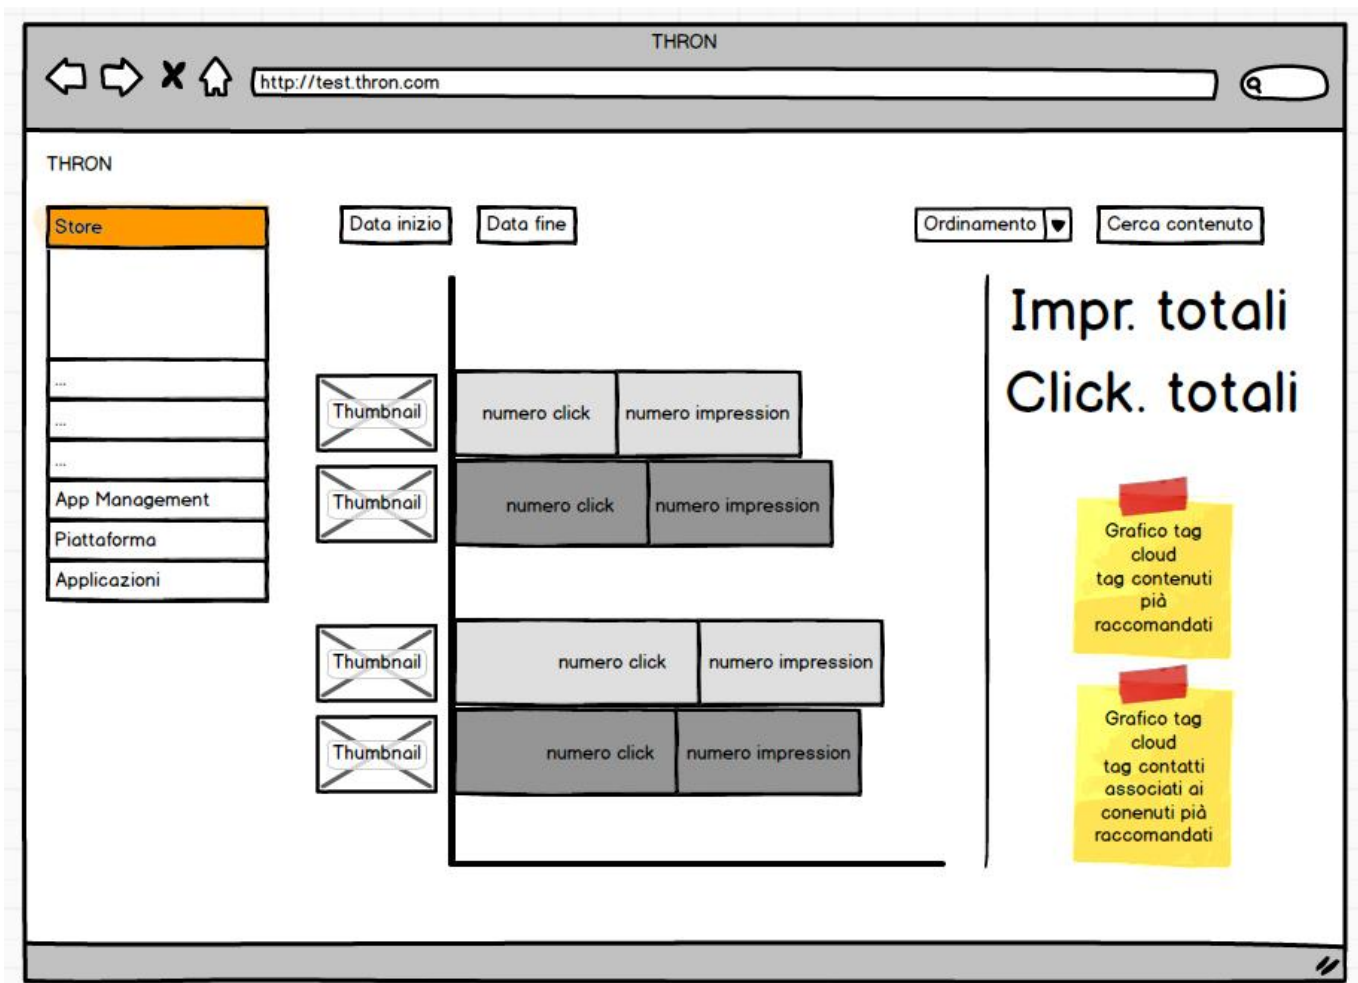 THRON
http://test.thron.com
THRON
Store
Data inizio
Data fine
Ordinamento
Cerca contenuto
...
...
...
App Management
Piattaforma
Applicazioni
Thumbnail
numero click
numero impression
Thumbnail
numero click
numero impression
Thumbnail
numero click
numero impression
Thumbnail
numero click
numero impression
Impr. totali
Click. totali
Grafico tag
cloud
tag contenuti
pià
raccomandati
Grafico tag
cloud
tag contatti
associati ai
conenuti pià
raccomandati